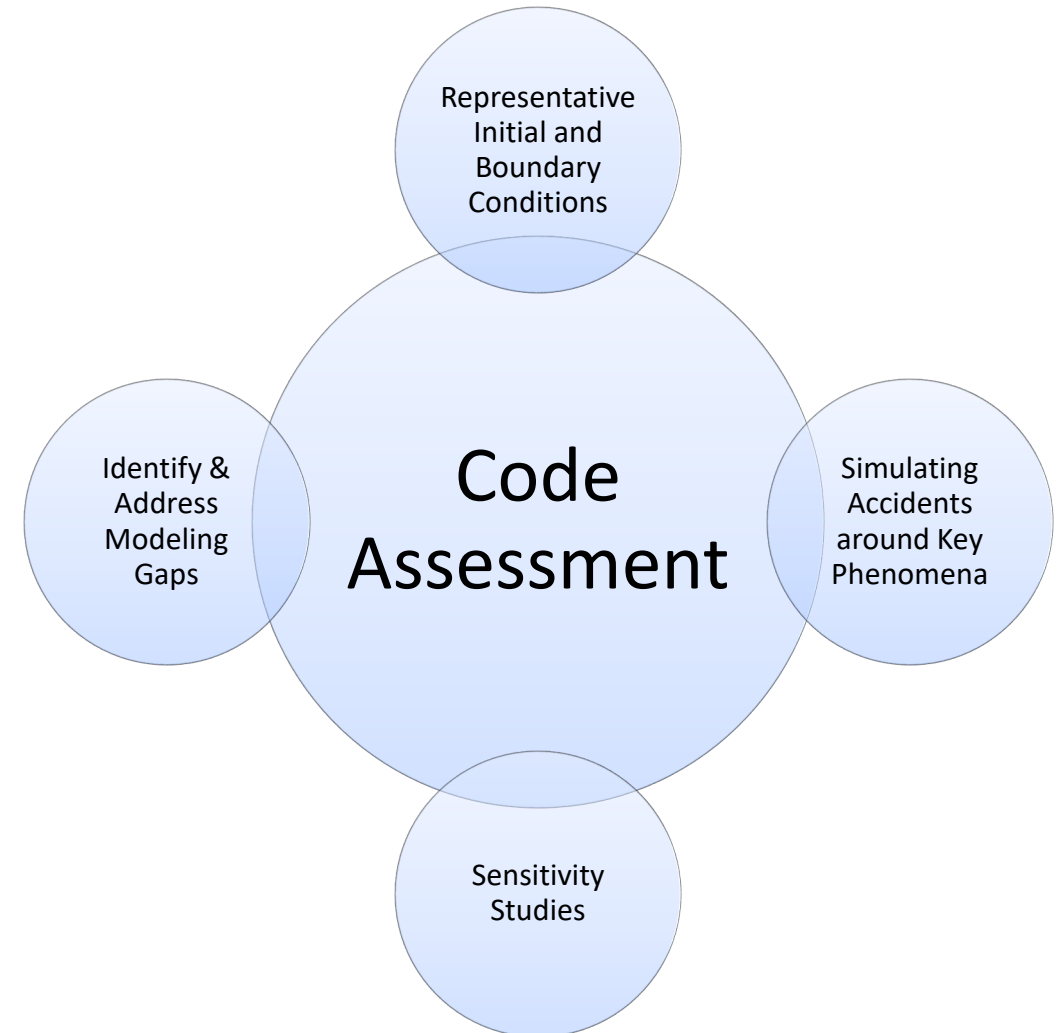 Representative
Initial and
Boundary
Conditions
Identify &
Address
Modeling
Gaps
Code
Assessment
Simulating
Accidents
around Key
Phenomena
Sensitivity
Studies